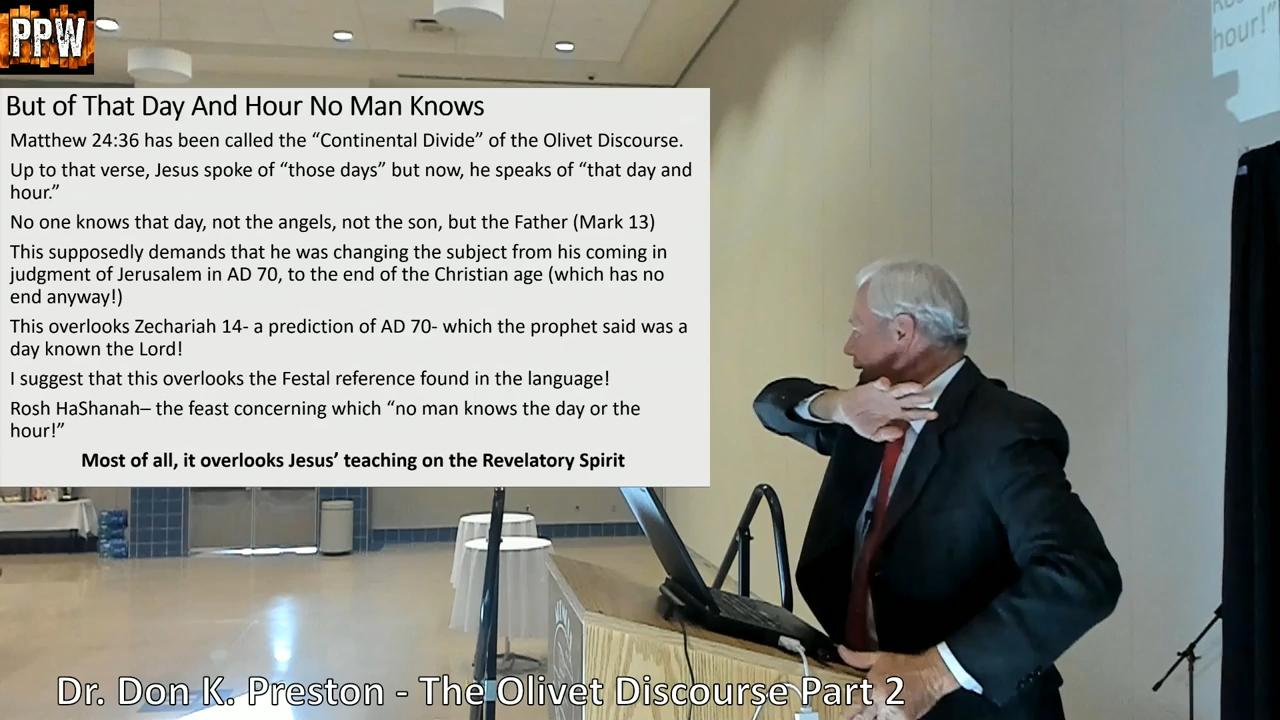 PPW
But of That Day And Hour No Man Knows
Matthew 24:36 has been called the “Continental Divide” of the Olivet Discourse.
Up to that verse, Jesus spoke of “those days” but now, he speaks of “that day and
hour.”
No one knows that day, not the angels, not the son, but the Father (Mark 13)
This supposedly demands that he was changing the subject from his coming in
judgment of Jerusalem in AD 70, to the end of the Christian age (which has no
end anyway!)
This overlooks Zechariah 14- a prediction of AD 70- which the prophet said was a
day known the Lord!
I suggest that this overlooks the Festal reference found in the language!
Rosh HaShanah– the feast concerning which “no man knows the day or the
hour!”
Most of all, it overlooks Jesus’ teaching on the Revelatory Spirit
hour!”
Dr. Don K. Preston - The Olivet Discourse Part 2